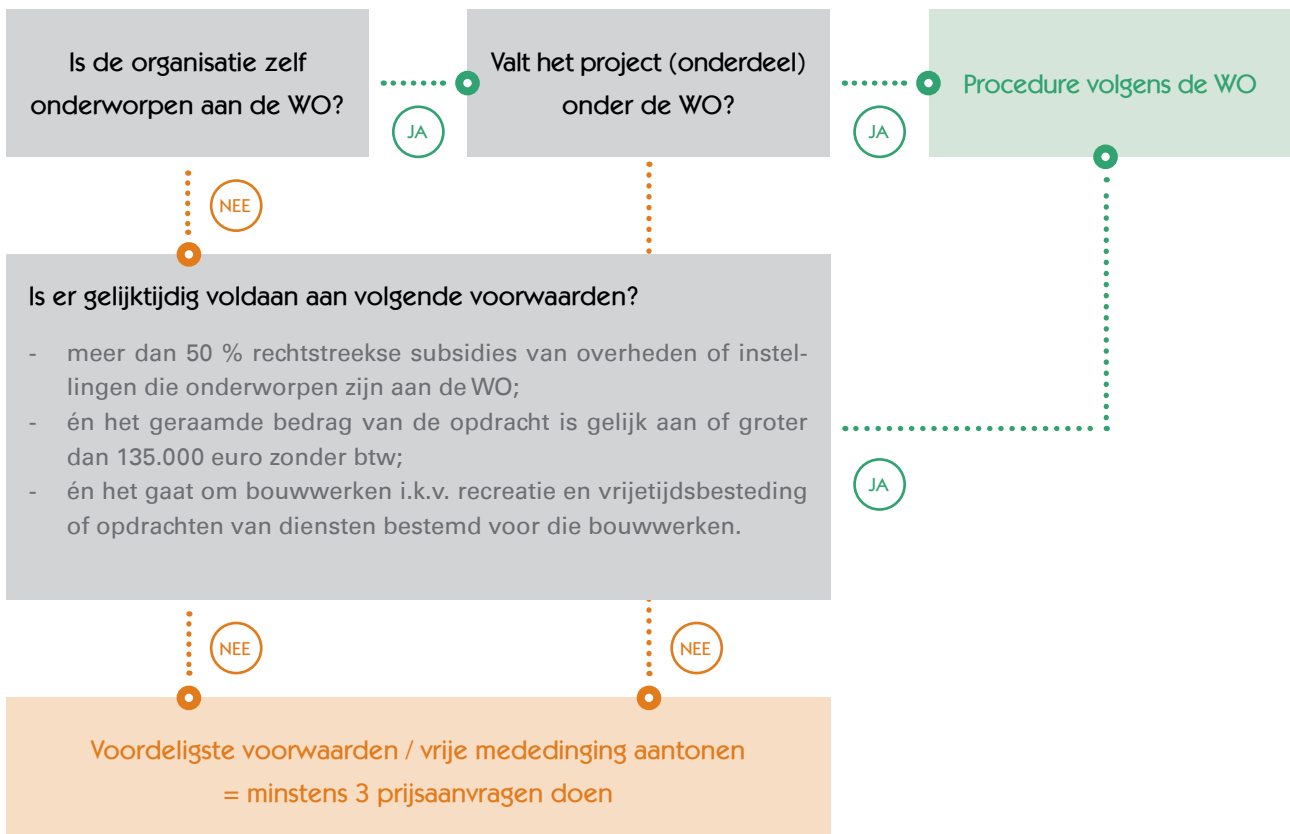 Is de organisatie zelf
onderworpen aan de WO?
JA
Valt het project (onderdeel)
onder de WO?
JA
Procedure volgens de WO
NEE
Is er gelijktijdig voldaan aan volgende voorwaarden?
- meer dan 50 % rechtstreekse subsidies van overheden of instel-
lingen die onderworpen zijn aan de WO;
- én het geraamde bedrag van de opdracht is gelijk aan of groter
dan 135.000 euro zonder btw;
- én het gaat om bouwwerken i.k.v. recreatie en vrijetijdsbesteding
of opdrachten van diensten bestemd voor die bouwwerken.
JA
NEE
NEE
Voordeligste voorwaarden / vrije mededinging aantonen
= minstens 3 prijsaanvragen doen